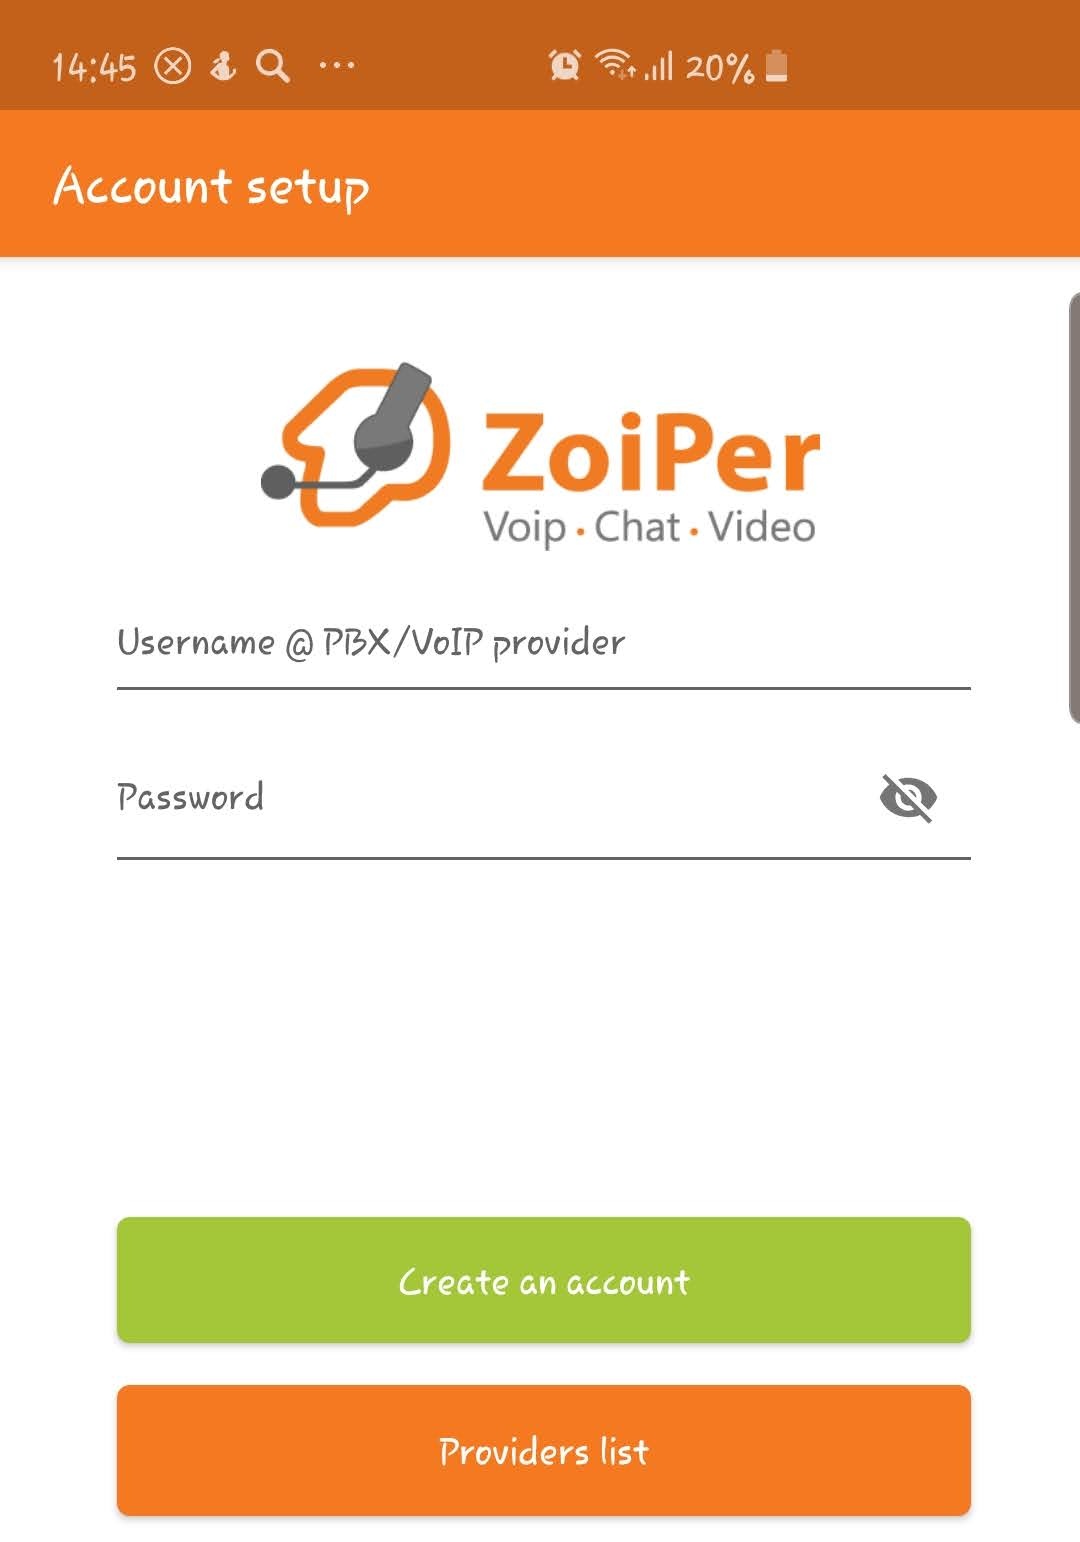 14:45 20%
Account setup
ZoiPer
Voip · Chat · Video
Username @ PBX/VoIP provider
Password
Create an account
Providers list